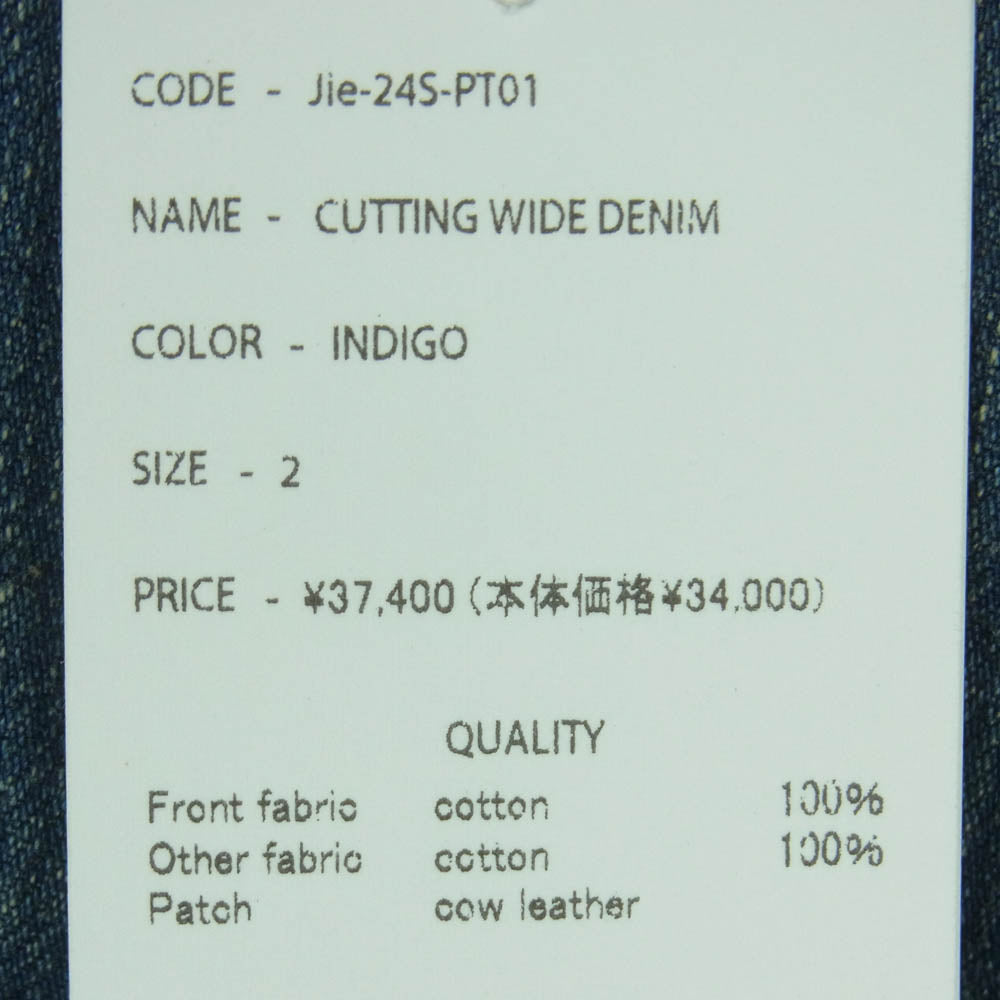 CODE - Jie-24S-PT01
NAME - CUTTING WIDE DENIM
COLOR - INDIGO
SIZE - 2
PRICE - ¥37,400（本体価格¥34,000）
QUALITY
Front fabric cotton 100%
Other fabric cotton 100%
Patch cow leather